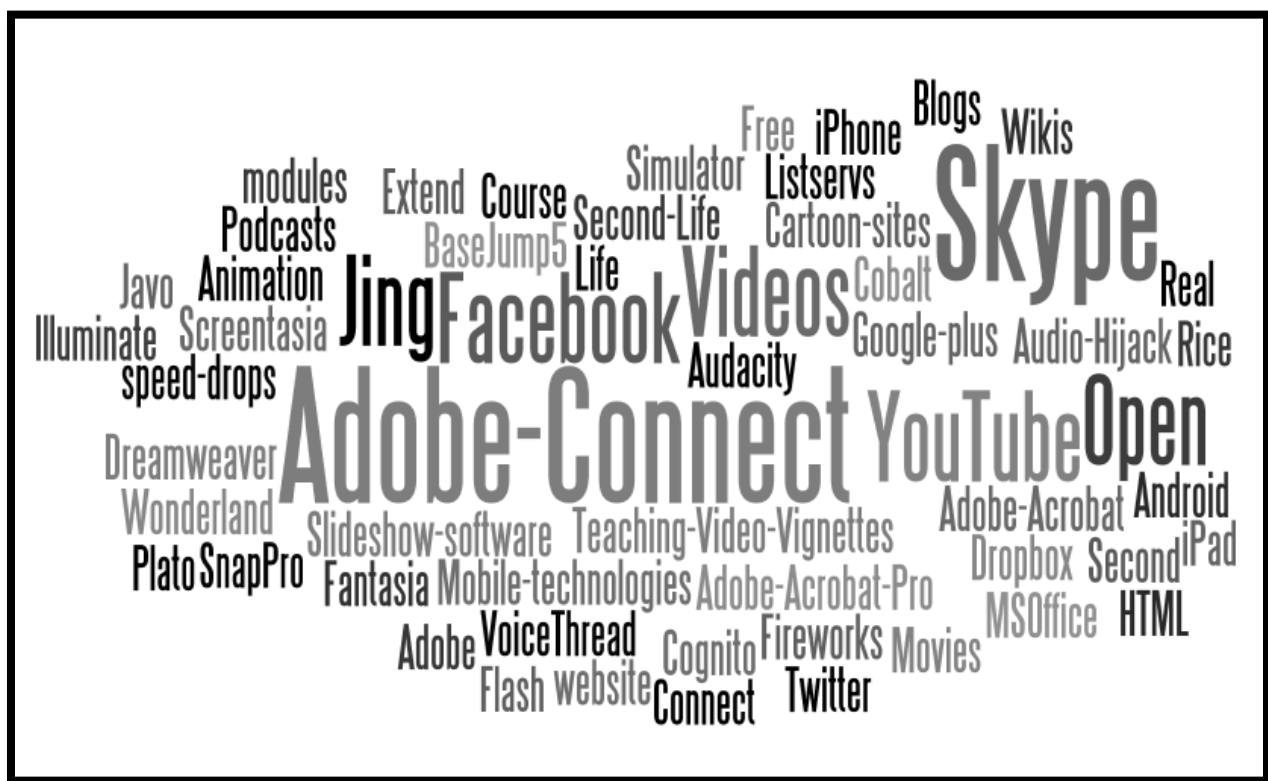 Blogs
Free iPhone Wikis
modules Extend Course Simulator Listservs Skype
Podcasts BaseJump5 Second-Life Cartoon-sites
Javo Animation Jing Facebook Life Videos Cobalt Real
Illuminate Screentasia Google-plus Audio-Hijack Rice
speed-drops Audacity
Dreamweaver Adobe-Connect YouTube Open
Wonderland Slideshow-software Teaching-Video-Vignettes Adobe-Acrobat Android
Plato SnapPro Fantasia Mobile-technologies Adobe-Acrobat-Pro Dropbox Second iPad
Adobe VoiceThread Cognito Fireworks Movies MSOffice HTML
Flash website Connect Twitter